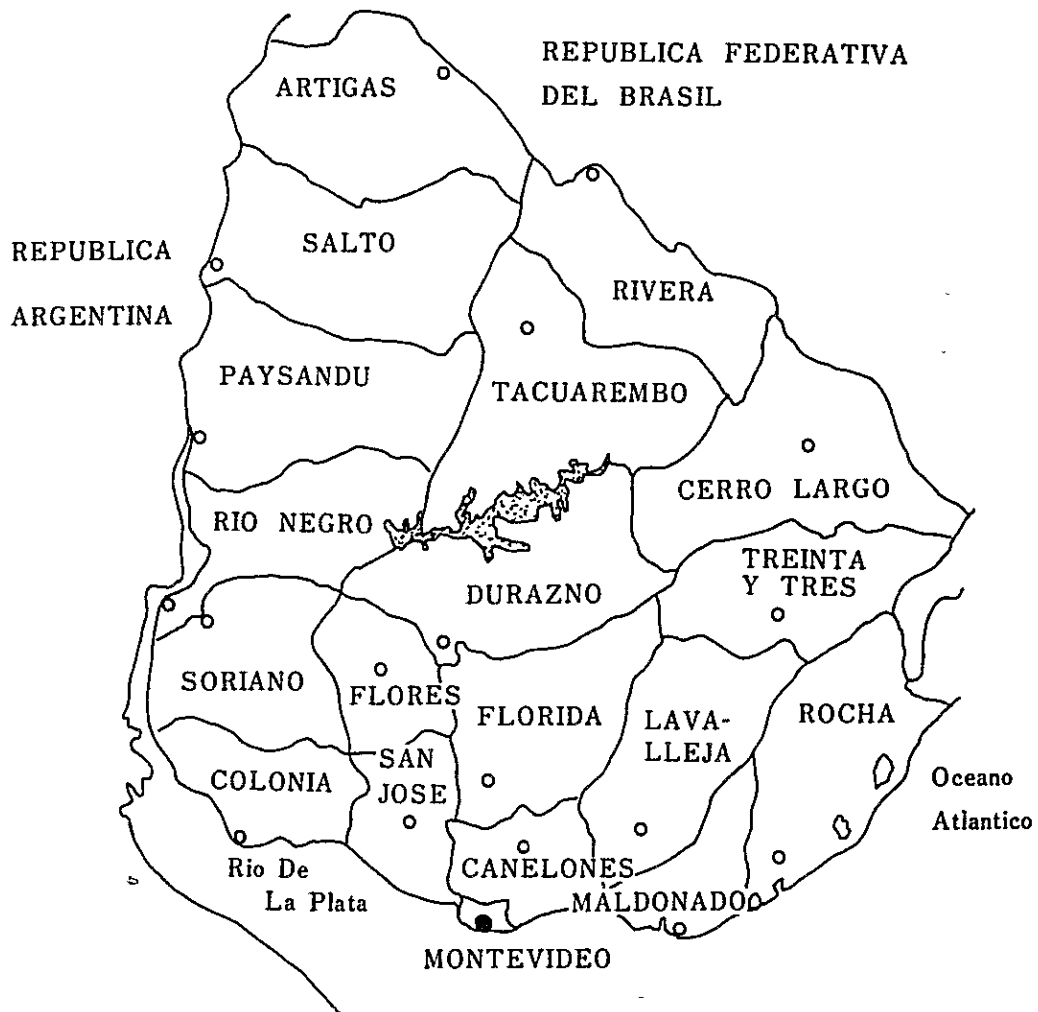 REPUBLICA FEDERATIVA
DEL BRASIL
ARTIGAS
SALTO
REPUBLICA
ARGENTINA
RIVERA
PAYSANDU
TACUAREMBO
CERRO LARGO
RIO NEGRO
TREINTA
Y TRES
DURAZNO
SORIANO
FLORES
FLORIDA
LAVA-
LLEJA
ROCHA
SAN
JOSE
COLONIA
Oceano
Atlantico
Rio De
La Plata
CANELONES
MALDONADO
MONTEVIDEO